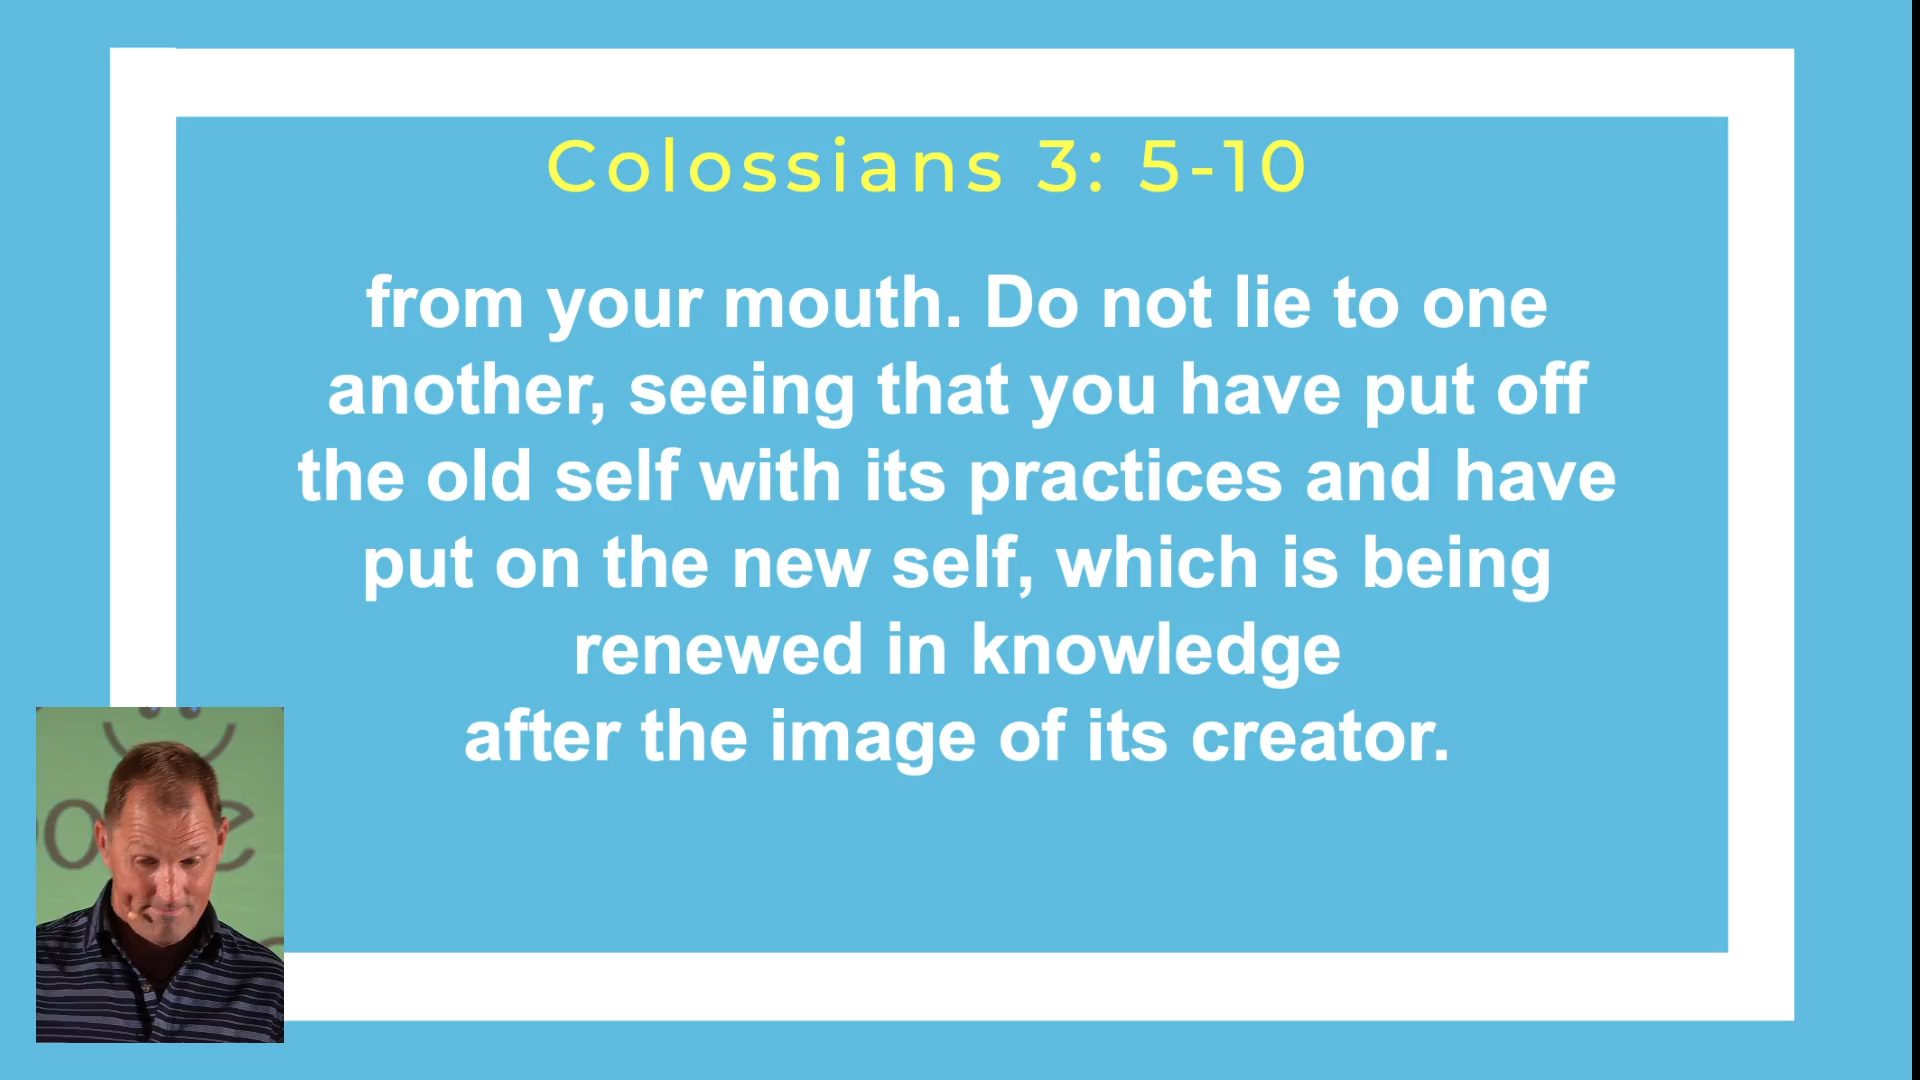 Colossians 3: 5-10
from your mouth. Do not lie to one
another, seeing that you have put off
the old self with its practices and have
put on the new self, which is being
renewed in knowledge
after the image of its creator.